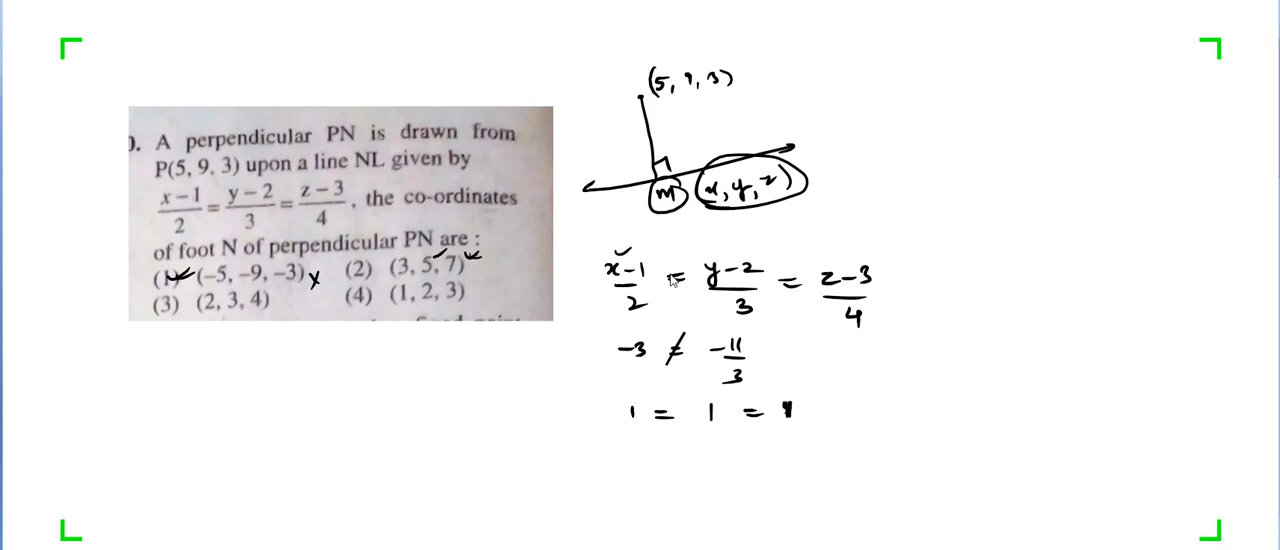 0. A perpendicular PN is drawn from
P(5, 9, 3) upon a line NL given by
x – 1 / 2 = y – 2 / 3 = z – 3 / 4 , the co-ordinates
of foot N of perpendicular PN are :
(1) (–5, –9, –3) x (2) (3, 5, 7)
(3) (2, 3, 4) (4) (1, 2, 3)
(5, 9, 3)
m (x, y, z)
x-1 / 2 = y-2 / 3 = z-3 / 4
-3 ≠ -11 / 3
1 = 1 = 1